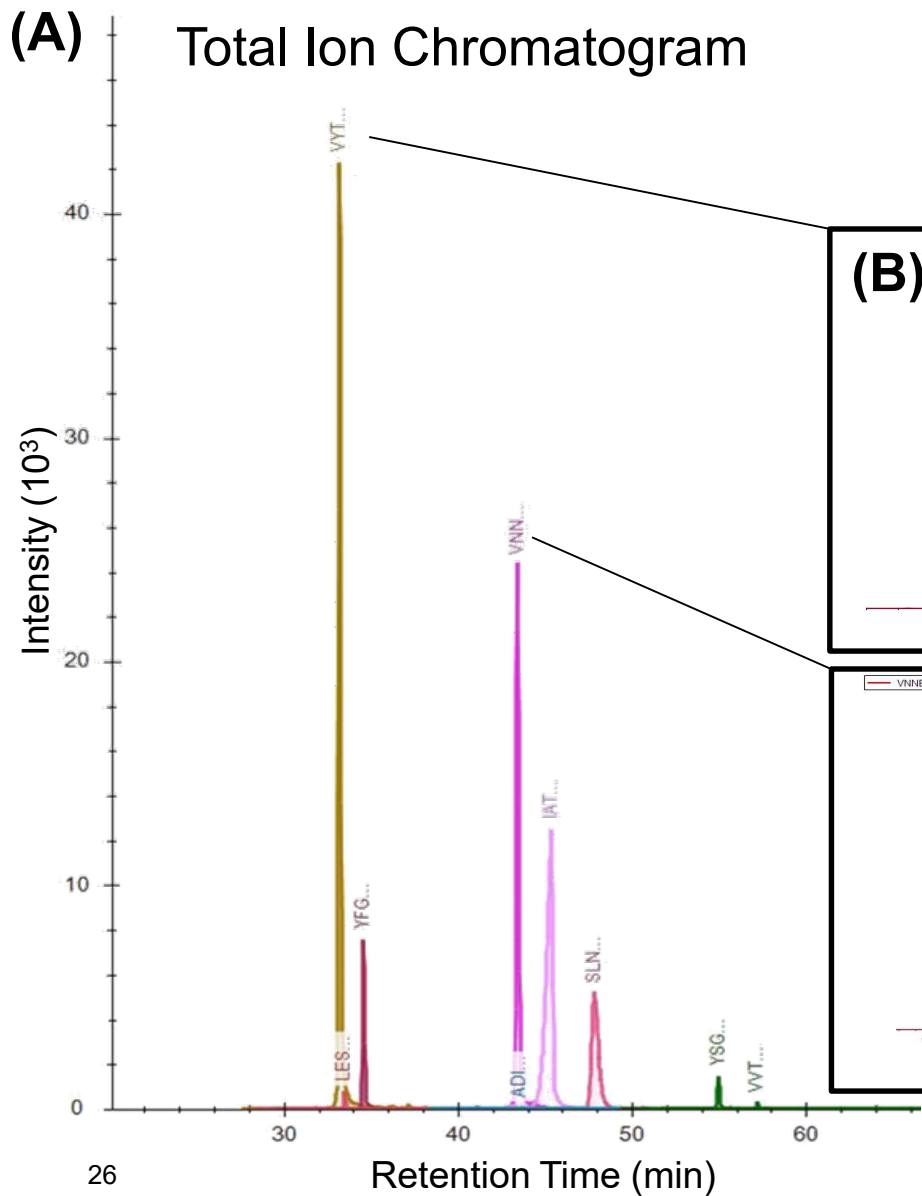 (A)
Total Ion Chromatogram
VYT...
40
(B)
30
Intensity (10³)
VNN...
20
VNNE
IAT...
10
YFG...
SLN...
YSG...
LES...
ADI...
VVT...
0
30
40
50
60
26
Retention Time (min)